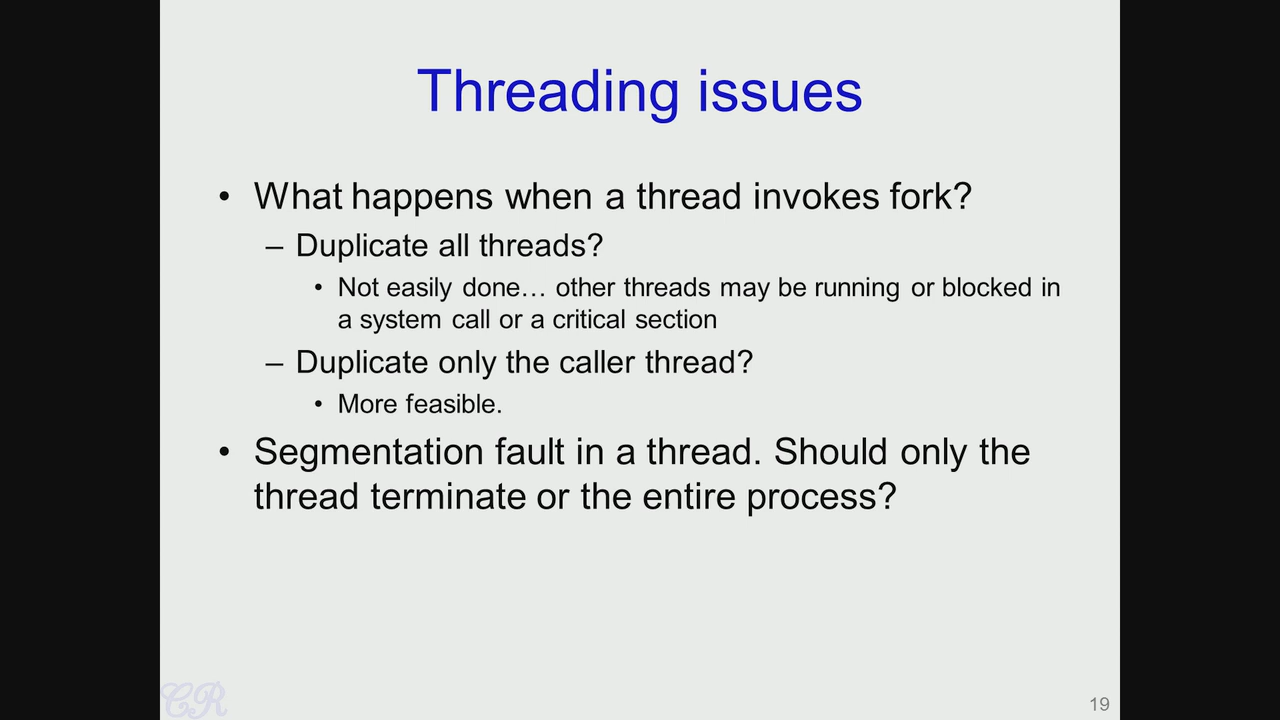 Threading issues
• What happens when a thread invokes fork?
– Duplicate all threads?
• Not easily done… other threads may be running or blocked in
a system call or a critical section
– Duplicate only the caller thread?
• More feasible.
• Segmentation fault in a thread. Should only the
thread terminate or the entire process?
CR
19